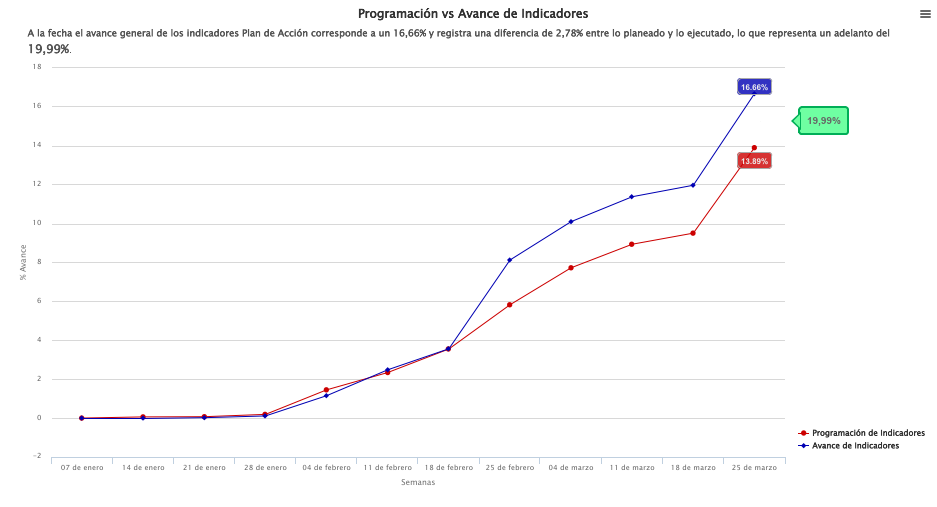 Programación vs Avance de Indicadores
A la fecha el avance general de los indicadores Plan de Acción corresponde a un 16,66% y registra una diferencia de 2,78% entre lo planeado y lo ejecutado, lo que representa un adelanto del
19,99%.
18
16
14
12
10
8
6
4
2
0
-2
% Avance
16.66%
13.89%
19,99%
07 de enero
14 de enero
21 de enero
28 de enero
04 de febrero
11 de febrero
18 de febrero
25 de febrero
04 de marzo
11 de marzo
18 de marzo
25 de marzo
Semanas
Programación de Indicadores
Avance de Indicadores